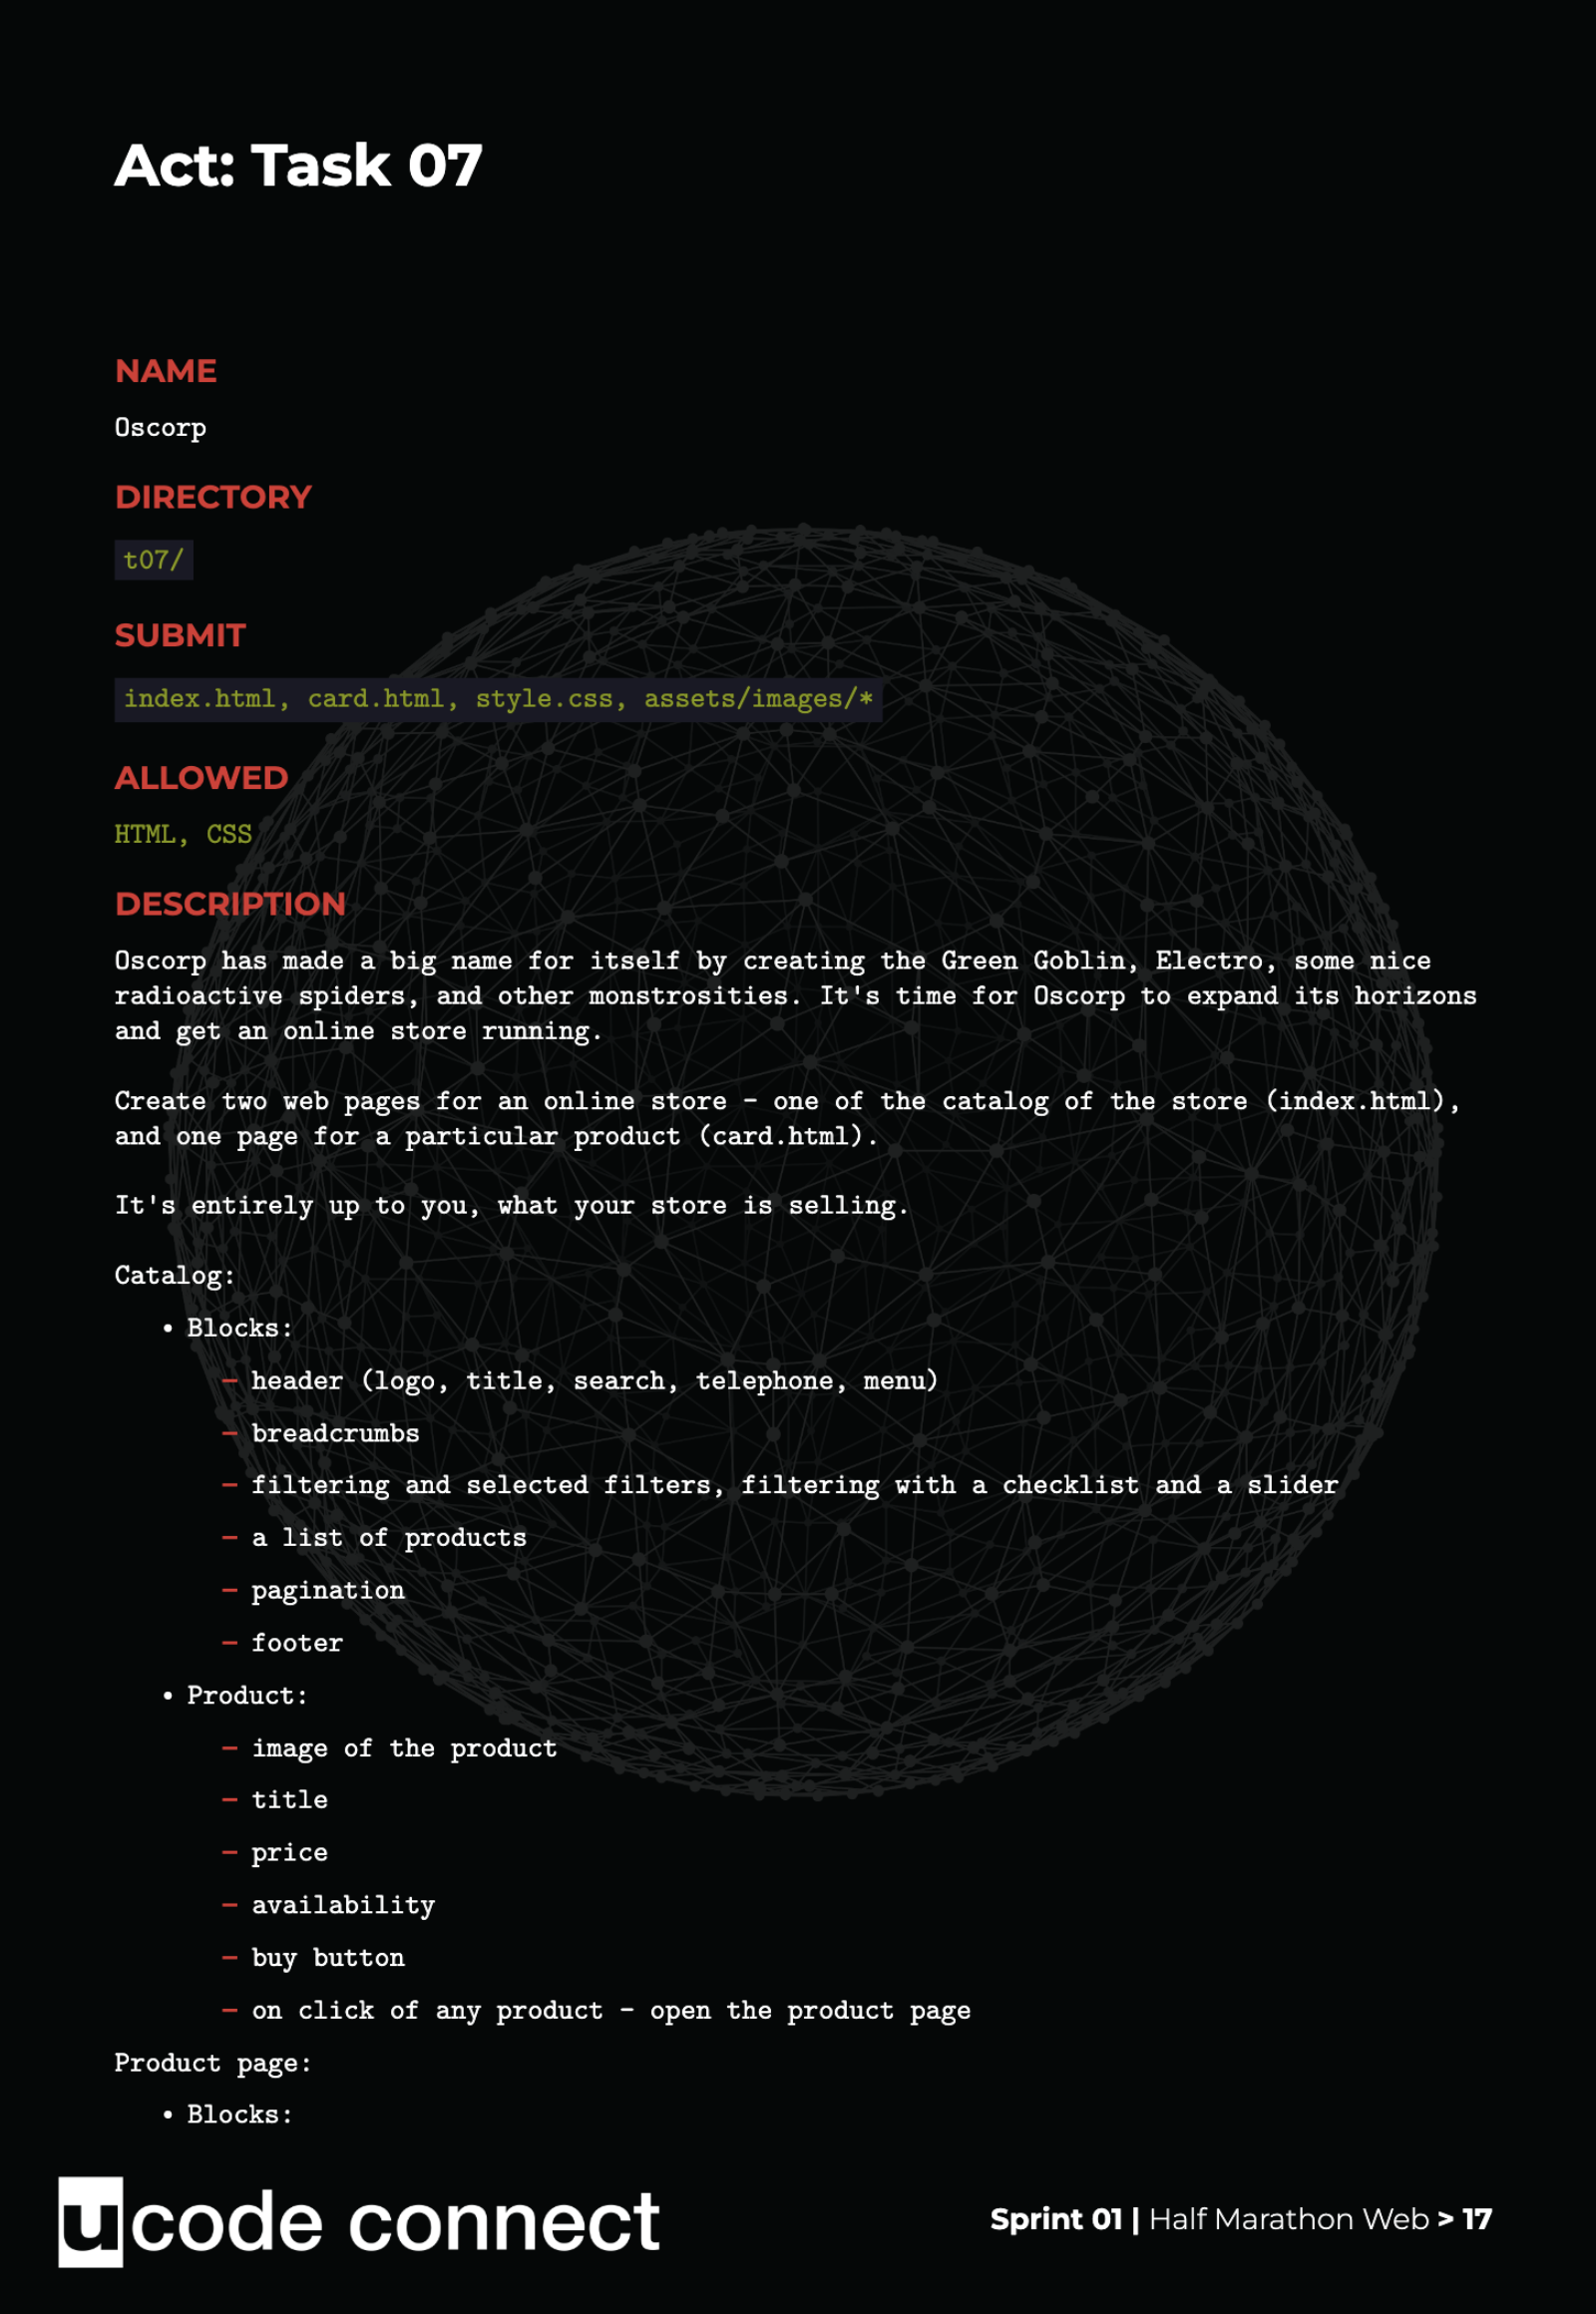 Act: Task 07
NAME
Oscorp
DIRECTORY
t07/
SUBMIT
index.html, card.html, style.css, assets/images/*
ALLOWED
HTML, CSS
DESCRIPTION
Oscorp has made a big name for itself by creating the Green Goblin, Electro, some nice
radioactive spiders, and other monstrosities. It's time for Oscorp to expand its horizons
and get an online store running.
Create two web pages for an online store - one of the catalog of the store (index.html),
and one page for a particular product (card.html).
It's entirely up to you, what your store is selling.
Catalog:
• Blocks:
– header (logo, title, search, telephone, menu)
– breadcrumbs
– filtering and selected filters, filtering with a checklist and a slider
– a list of products
– pagination
– footer
• Product:
– image of the product
– title
– price
– availability
– buy button
– on click of any product - open the product page
Product page:
• Blocks:
ucode connect
Sprint 01 | Half Marathon Web > 17